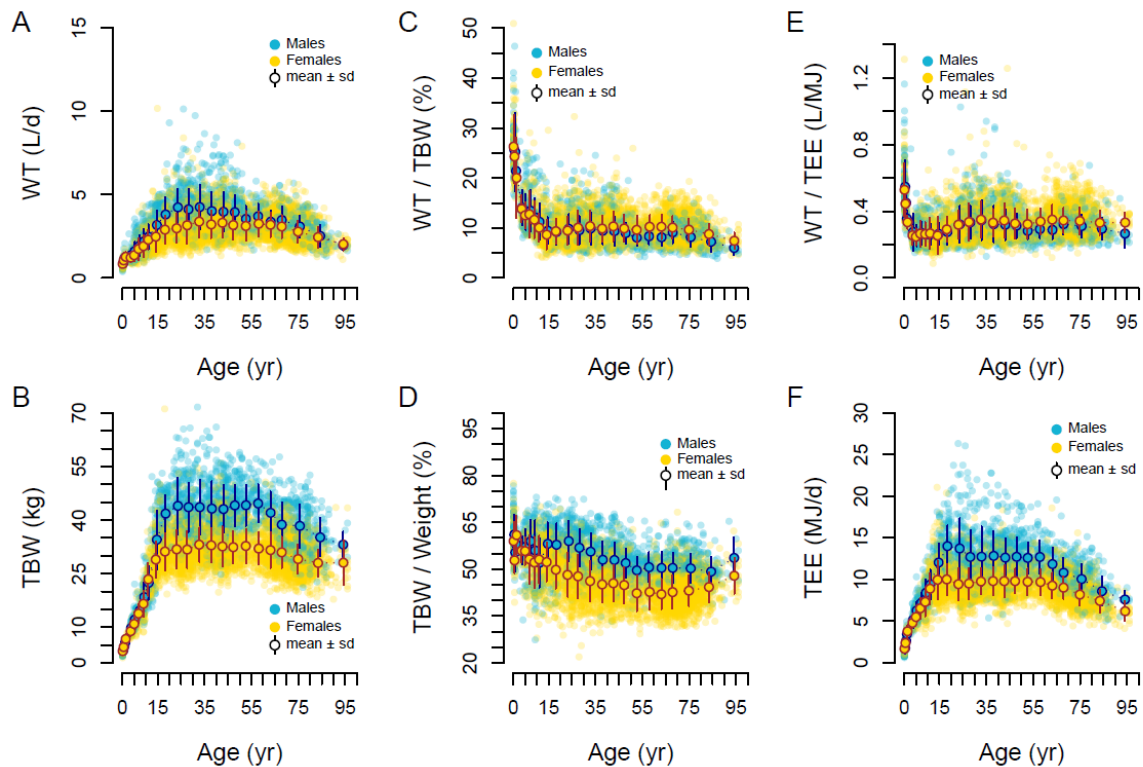 A
WT (L/d)
15
10
5
0
Males
Females
mean ± sd
0 15 35 55 75 95
Age (yr)
C
WT / TBW (%)
50
40
30
20
10
0
Males
Females
mean ± sd
0 15 35 55 75 95
Age (yr)
E
WT / TEE (L/MJ)
1.2
0.8
0.4
0.0
Males
Females
mean ± sd
0 15 35 55 75 95
Age (yr)
B
TBW (kg)
70
55
40
25
10
0
Males
Females
mean ± sd
0 15 35 55 75 95
Age (yr)
D
TBW / Weight (%)
95
80
65
50
35
20
Males
Females
mean ± sd
0 15 35 55 75 95
Age (yr)
F
TEE (MJ/d)
30
25
20
15
10
5
0
Males
Females
mean ± sd
0 15 35 55 75 95
Age (yr)